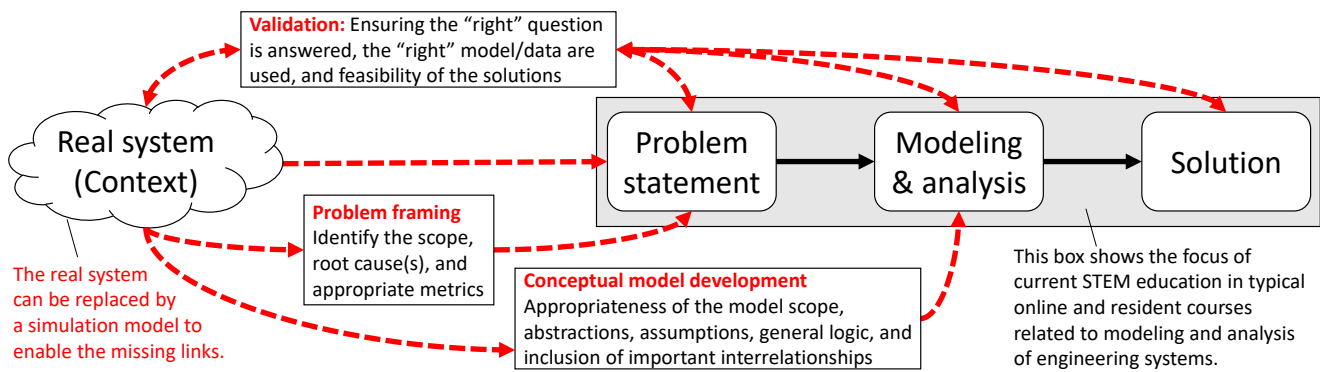 Validation: Ensuring the “right” question
is answered, the “right” model/data are
used, and feasibility of the solutions
Real system
(Context)
Problem
statement
Modeling
& analysis
Solution
Problem framing
Identify the scope,
root cause(s), and
appropriate metrics
The real system
can be replaced by
a simulation model to
enable the missing links.
Conceptual model development
Appropriateness of the model scope,
abstractions, assumptions, general logic, and
inclusion of important interrelationships
This box shows the focus of
current STEM education in typical
online and resident courses
related to modeling and analysis
of engineering systems.